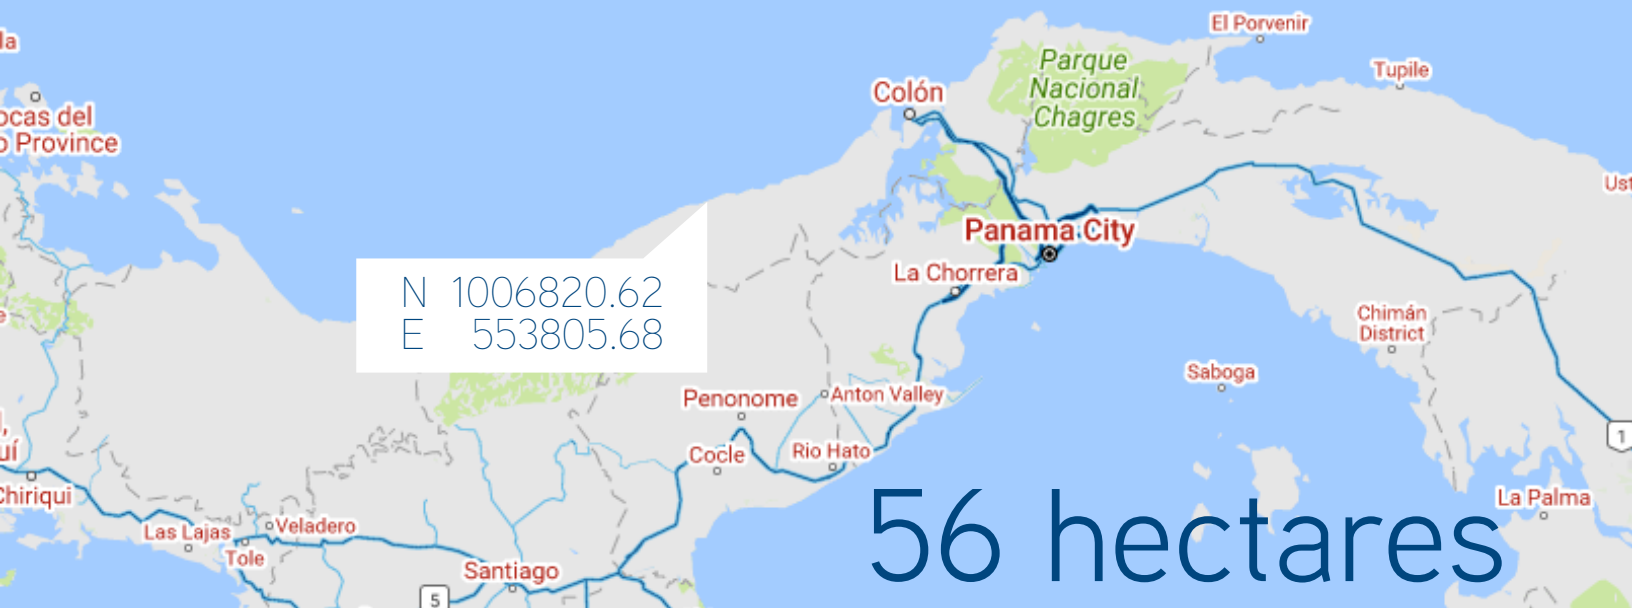 El Porvenir
la
Parque
Nacional
Chagres
Tupile
Colón
ocas del
o Province
Ust
Panama City
La Chorrera
N 1006820.62
E 553805.68
Chimán
District
Saboga
Penonome
Anton Valley
1
uí
Cocle
Rio Hato
Chiriqui
La Palma
56 hectares
Las Lajas
Veladero
Tole
Santiago
5